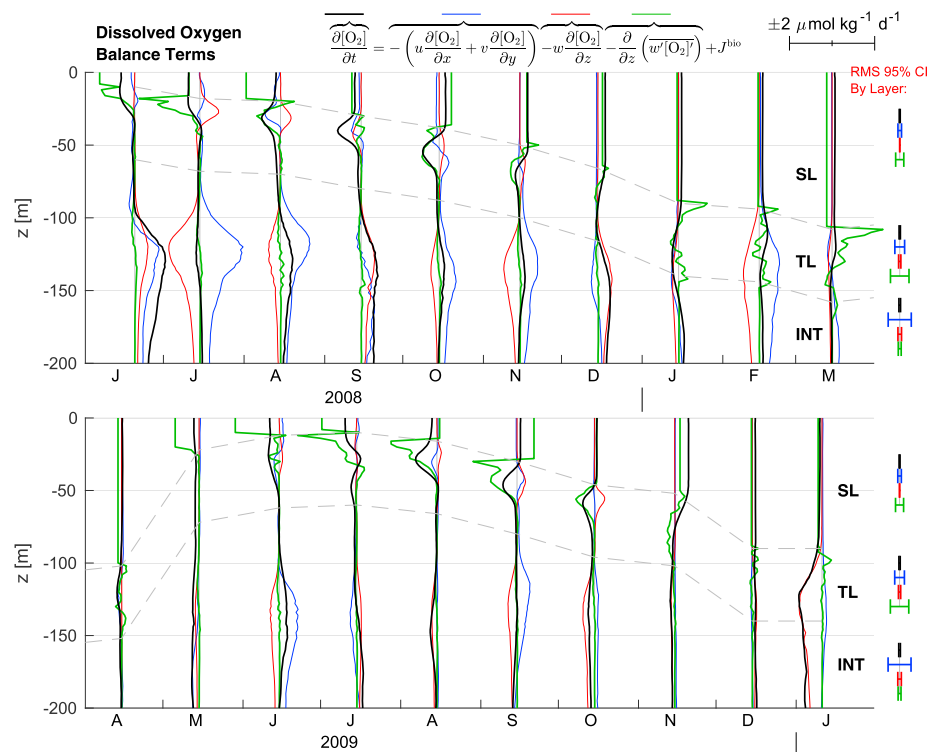 Dissolved Oxygen
Balance Terms
∂[O₂]/∂t = −(u ∂[O₂]/∂x + v ∂[O₂]/∂y) −w ∂[O₂]/∂z −∂/∂z (w′[O₂]′) +J^bio
±2 μmol kg⁻¹ d⁻¹
RMS 95% CI
By Layer:
0
-50
-100
-150
-200
z [m]
SL
TL
INT
J J A S O N D J F M
2008
0
-50
-100
-150
-200
z [m]
SL
TL
INT
A M J J A S O N D J
2009